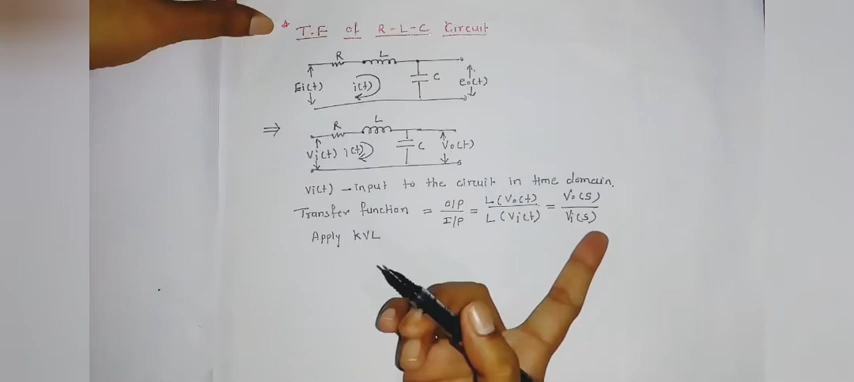 * T.F of R-L-C Circuit
R L
Ei(t) i(t) C eo(t)
⇒ R L
Vi(t) i(t) C Vo(t)
Vi(t) – Input to the circuit in time domain.
Transfer function = O/P / I/P = L(Vo(t)) / L(Vi(t)) = Vo(s) / Vi(s)
Apply KVL